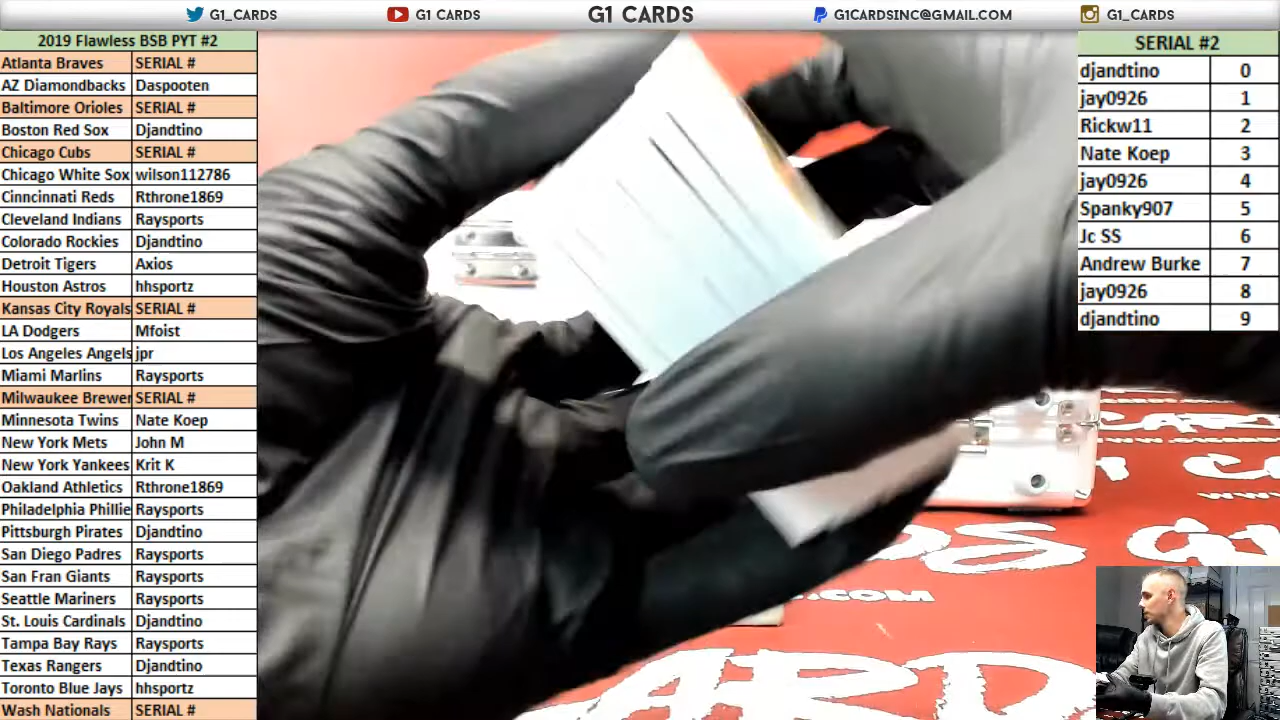 G1_CARDS
G1 CARDS
G1 CARDS
G1CARDSINC@GMAIL.COM
G1_CARDS
2019 Flawless BSB PYT #2
Atlanta Braves SERIAL #
AZ Diamondbacks Daspooten
Baltimore Orioles SERIAL #
Boston Red Sox Djandtino
Chicago Cubs SERIAL #
Chicago White Sox wilson112786
Cinncinnati Reds Rthrone1869
Cleveland Indians Raysports
Colorado Rockies Djandtino
Detroit Tigers Axios
Houston Astros hhsportz
Kansas City Royals SERIAL #
LA Dodgers Mfoist
Los Angeles Angels jpr
Miami Marlins Raysports
Milwaukee Brewer SERIAL #
Minnesota Twins Nate Koep
New York Mets John M
New York Yankees Krit K
Oakland Athletics Rthrone1869
Philadelphia Phillie Raysports
Pittsburgh Pirates Djandtino
San Diego Padres Raysports
San Fran Giants Raysports
Seattle Mariners Raysports
St. Louis Cardinals Djandtino
Tampa Bay Rays Raysports
Texas Rangers Djandtino
Toronto Blue Jays hhsportz
Wash Nationals SERIAL #
SERIAL #2
djandtino 0
jay0926 1
Rickw11 2
Nate Koep 3
jay0926 4
Spanky907 5
Jc SS 6
Andrew Burke 7
jay0926 8
djandtino 9
.COM